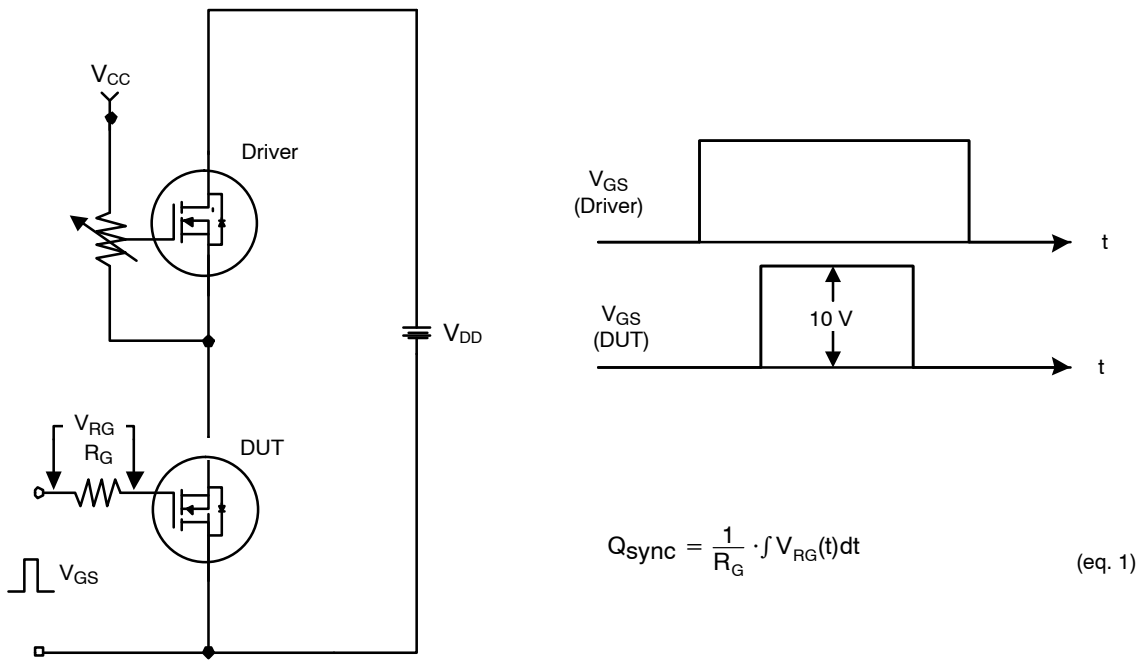 V_CC
Driver
V_DD
V_RG
R_G
DUT
V_GS
V_GS
(Driver)
t
10 V
V_GS
(DUT)
t
Q_sync = 1/R_G · ∫ V_RG(t)dt
(eq. 1)